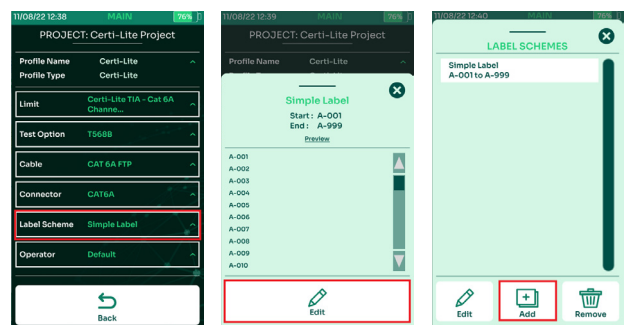 11/08/22 12:38 MAIN 76%
PROJECT: Certi-Lite Project
Profile Name Certi-Lite
Profile Type Certi-Lite
Limit Certi-Lite TIA - Cat 6A Channe...
Test Option T568B
Cable CAT 6A FTP
Connector CAT6A
Label Scheme Simple Label
Operator Default
Back
11/08/22 12:39 MAIN 76%
PROJECT: Certi-Lite Project
Profile Name Certi-Lite
Simple Label
Start: A-001
End: A-999
Preview
A-001
A-002
A-003
A-004
A-005
A-006
A-007
A-008
A-009
A-010
Edit
11/08/22 12:40 MAIN 76%
LABEL SCHEMES
Simple Label
A-001 to A-999
Edit Add Remove